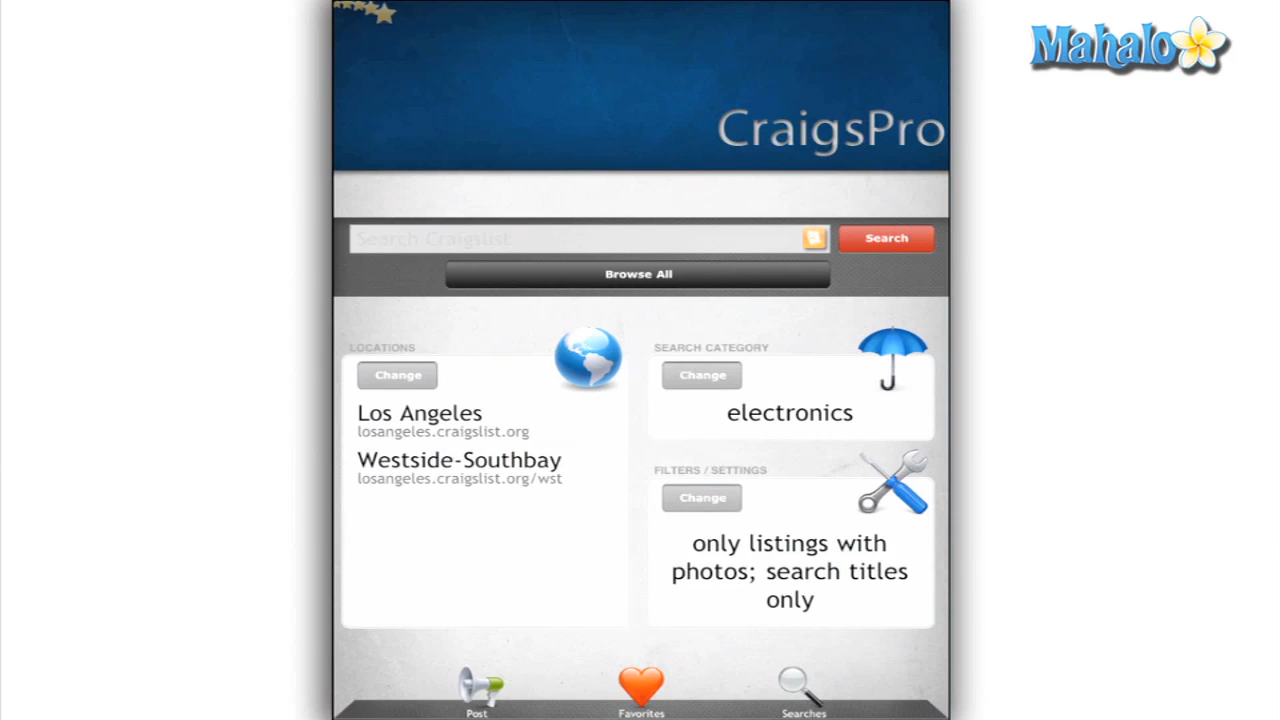 Mahalo
CraigsPro
Search Craigslist
Search
Browse All
LOCATIONS
Change
Los Angeles
losangeles.craigslist.org
Westside-Southbay
losangeles.craigslist.org/wst
SEARCH CATEGORY
Change
electronics
FILTERS / SETTINGS
Change
only listings with
photos; search titles
only
Post
Favorites
Searches